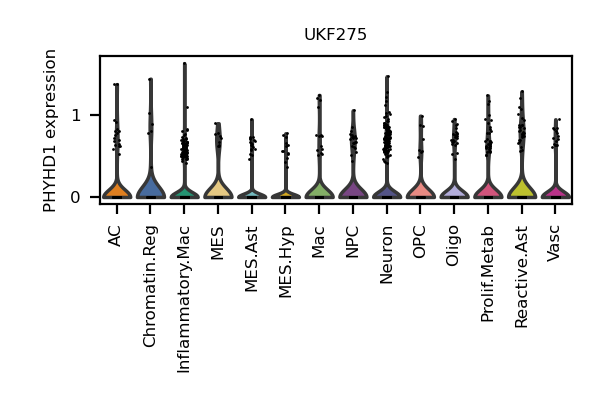 UKF275
PHYHD1 expression
1
0
AC
Chromatin.Reg
Inflammatory.Mac
MES
MES.Ast
MES.Hyp
Mac
NPC
Neuron
OPC
Oligo
Prolif.Metab
Reactive.Ast
Vasc